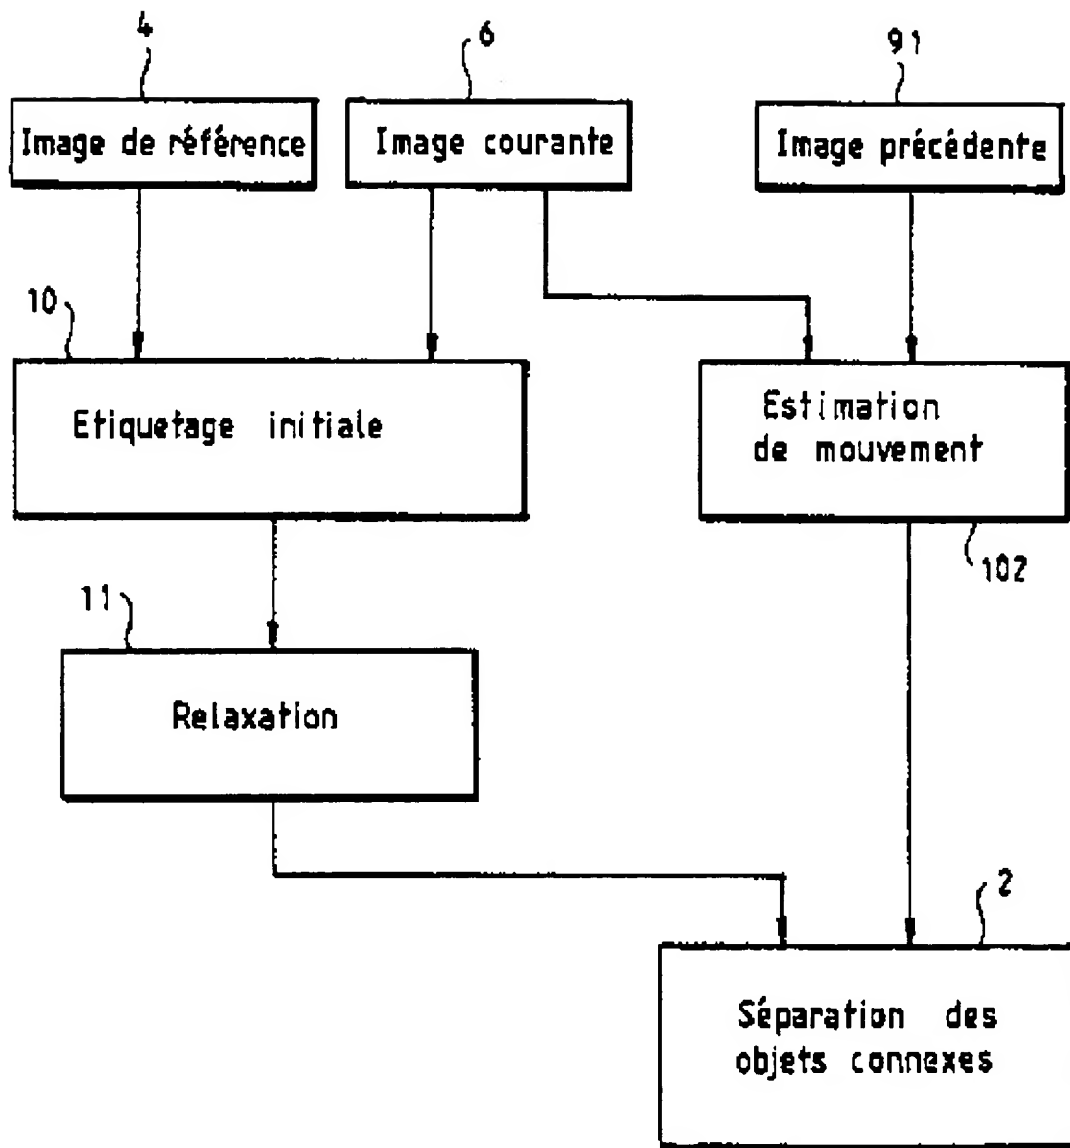 4
6
91
Image de référence
Image courante
Image précédente
10
Etiquetage initiale
Estimation
de mouvement
102
11
Relaxation
2
Séparation des
objets connexes